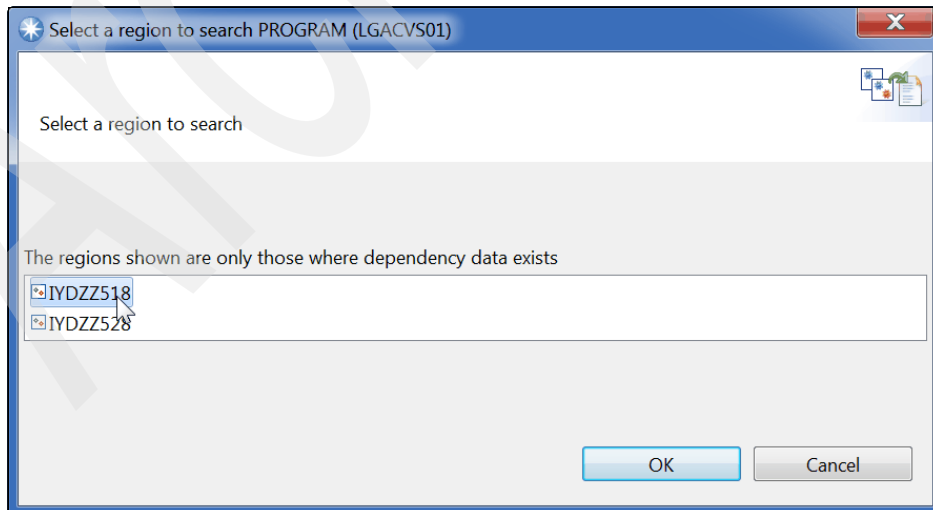 Select a region to search PROGRAM (LGACVS01)
Select a region to search
The regions shown are only those where dependency data exists
IYDZZ518
IYDZZ528
OK Cancel